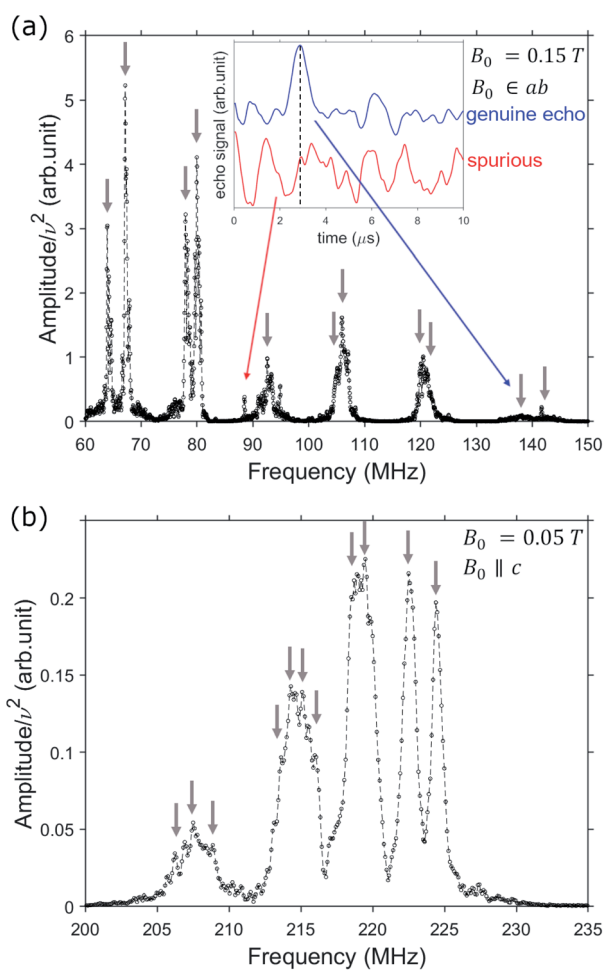 (a)
6
5
4
3
2
1
0
Amplitude/ν² (arb.unit)
60 70 80 90 100 110 120 130 140 150
Frequency (MHz)
echo signal (arb.unit)
0 2 4 6 8 10
time (μs)
genuine echo
spurious
B₀ = 0.15 T
B₀ ∈ ab
(b)
0.2
0.15
0.1
0.05
0
Amplitude/ν² (arb.unit)
200 205 210 215 220 225 230 235
Frequency (MHz)
B₀ = 0.05 T
B₀ ∥ c